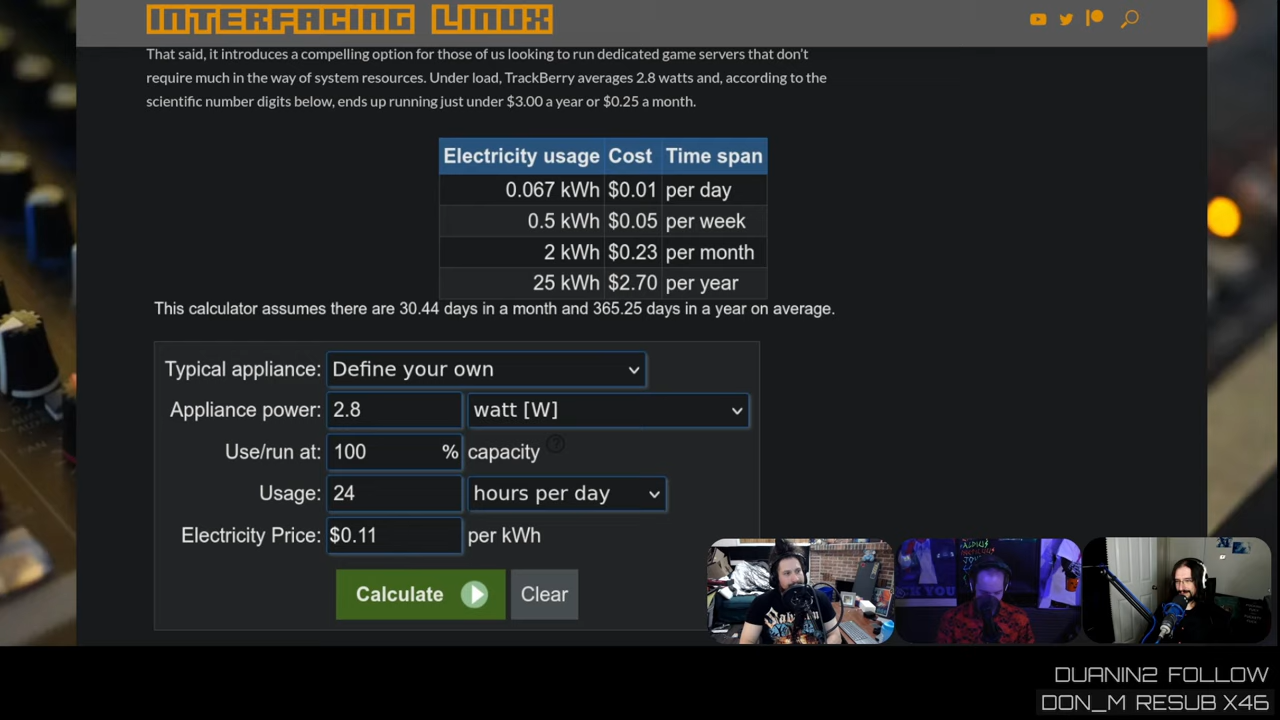 INTERFACING LINUX
That said, it introduces a compelling option for those of us looking to run dedicated game servers that don't
require much in the way of system resources. Under load, TrackBerry averages 2.8 watts and, according to the
scientific number digits below, ends up running just under $3.00 a year or $0.25 a month.
Electricity usage Cost Time span
0.067 kWh $0.01 per day
0.5 kWh $0.05 per week
2 kWh $0.23 per month
25 kWh $2.70 per year
This calculator assumes there are 30.44 days in a month and 365.25 days in a year on average.
Typical appliance: Define your own
Appliance power: 2.8 watt [W]
Use/run at: 100 % capacity ?
Usage: 24 hours per day
Electricity Price: $0.11 per kWh
Calculate Clear
DUANIN2 FOLLOW
DON_M RESUB X46